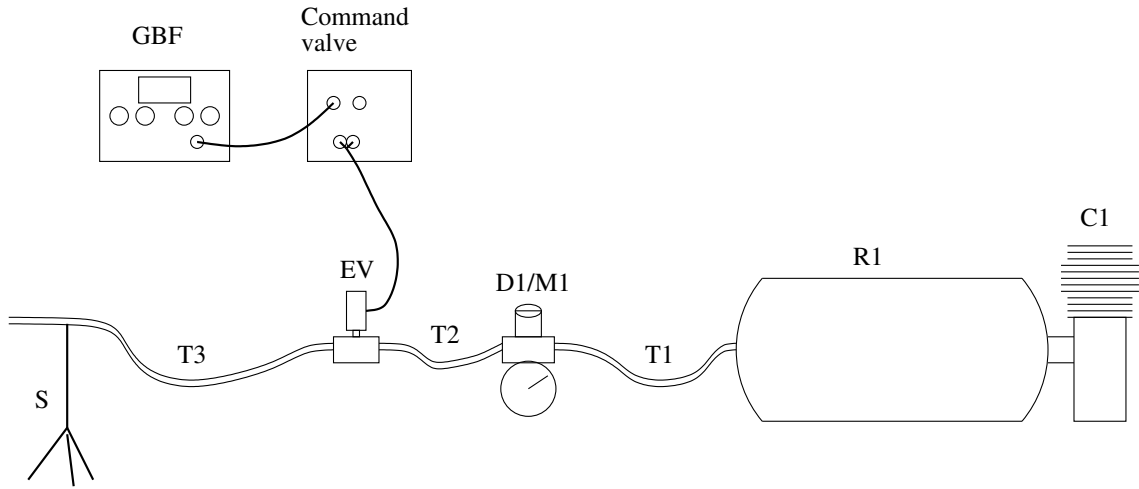 GBF
Command
valve
C1
R1
EV
D1/M1
T2
T1
T3
S